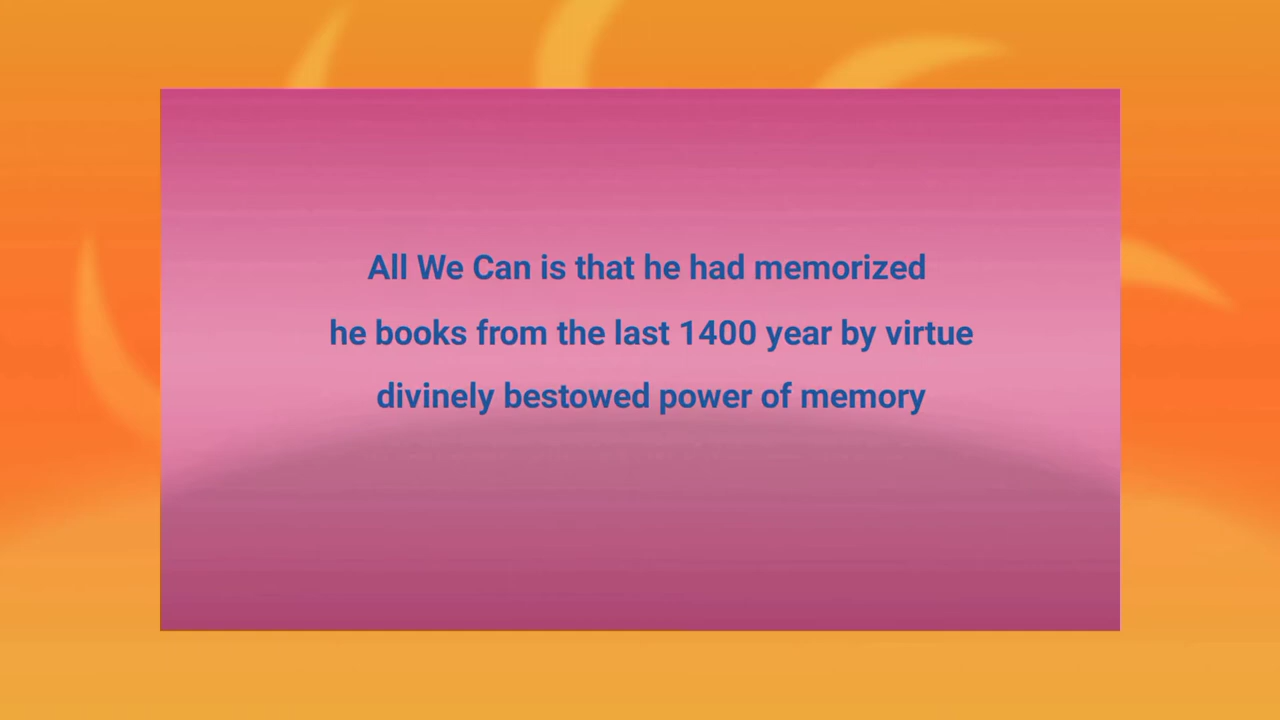 All We Can is that he had memorized
he books from the last 1400 year by virtue
divinely bestowed power of memory